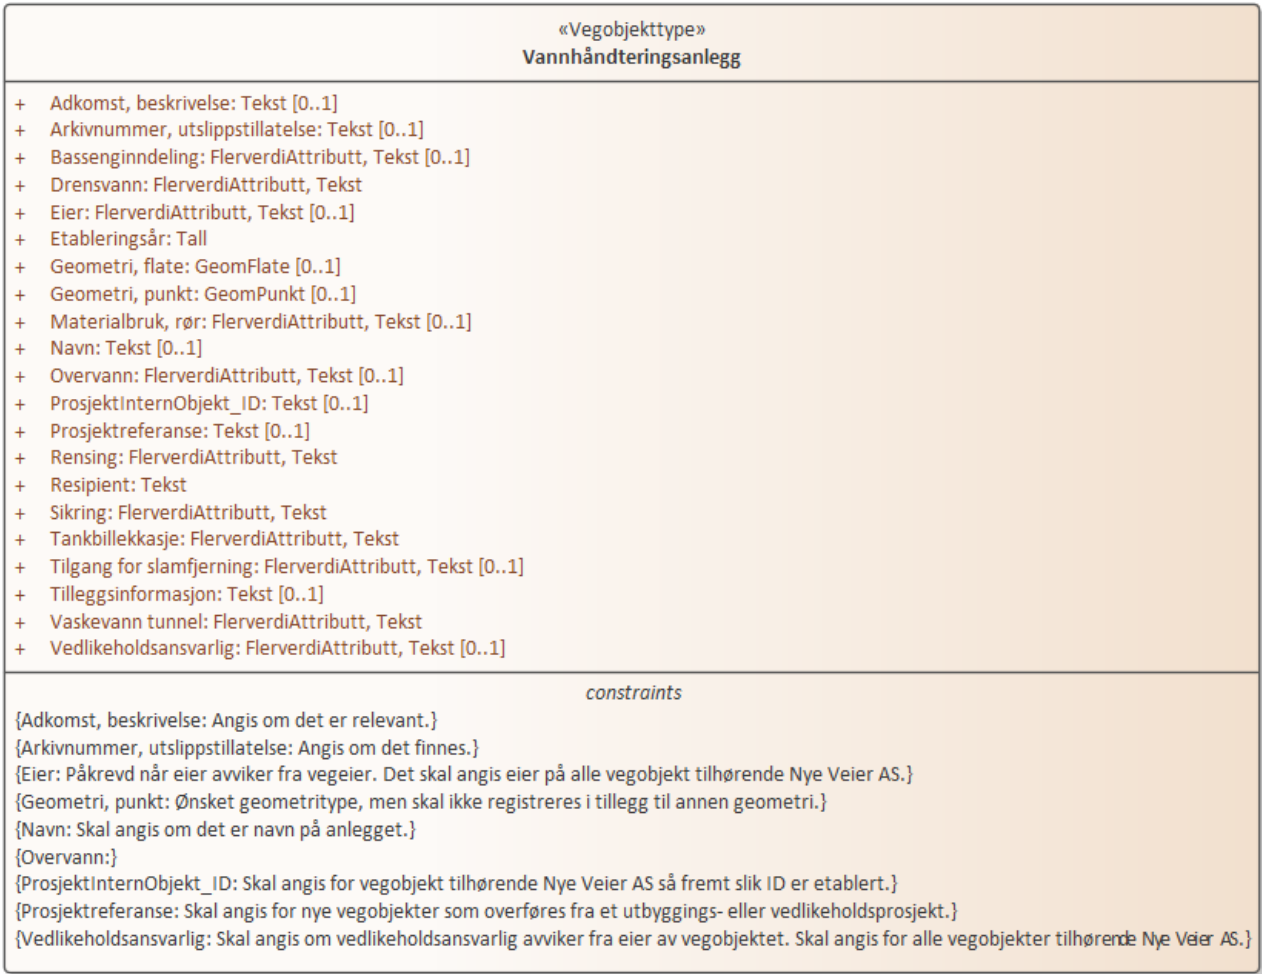 «Vegobjekttype»
Vannhåndteringsanlegg
+ Adkomst, beskrivelse: Tekst [0..1]
+ Arkivnummer, utslippstillatelse: Tekst [0..1]
+ Bassenginndeling: FlerverdiAttributt, Tekst [0..1]
+ Drensvann: FlerverdiAttributt, Tekst
+ Eier: FlerverdiAttributt, Tekst [0..1]
+ Etableringsår: Tall
+ Geometri, flate: GeomFlate [0..1]
+ Geometri, punkt: GeomPunkt [0..1]
+ Materialbruk, rør: FlerverdiAttributt, Tekst [0..1]
+ Navn: Tekst [0..1]
+ Overvann: FlerverdiAttributt, Tekst [0..1]
+ ProsjektInternObjekt_ID: Tekst [0..1]
+ Prosjektreferanse: Tekst [0..1]
+ Rensing: FlerverdiAttributt, Tekst
+ Resipient: Tekst
+ Sikring: FlerverdiAttributt, Tekst
+ Tankbillekkasje: FlerverdiAttributt, Tekst
+ Tilgang for slamfjerning: FlerverdiAttributt, Tekst [0..1]
+ Tilleggsinformasjon: Tekst [0..1]
+ Vaskevann tunnel: FlerverdiAttributt, Tekst
+ Vedlikeholdsansvarlig: FlerverdiAttributt, Tekst [0..1]
constraints
{Adkomst, beskrivelse: Angis om det er relevant.}
{Arkivnummer, utslippstillatelse: Angis om det finnes.}
{Eier: Påkrevd når eier avviker fra vegeier. Det skal angis eier på alle vegobjekt tilhørende Nye Veier AS.}
{Geometri, punkt: Ønsket geometritype, men skal ikke registreres i tillegg til annen geometri.}
{Navn: Skal angis om det er navn på anlegget.}
{Overvann:}
{ProsjektInternObjekt_ID: Skal angis for vegobjekt tilhørende Nye Veier AS så fremt slik ID er etablert.}
{Prosjektreferanse: Skal angis for nye vegobjekter som overføres fra et utbyggings- eller vedlikeholdsprosjekt.}
{Vedlikeholdsansvarlig: Skal angis om vedlikeholdsansvarlig avviker fra eier av vegobjektet. Skal angis for alle vegobjekter tilhørende Nye Veier AS.}